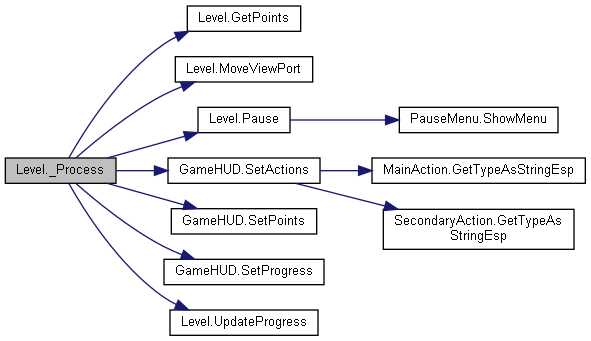 Level.GetPoints
Level.MoveViewPort
Level.Pause
PauseMenu.ShowMenu
Level._Process
GameHUD.SetActions
MainAction.GetTypeAsStringEsp
GameHUD.SetPoints
SecondaryAction.GetTypeAs
StringEsp
GameHUD.SetProgress
Level.UpdateProgress